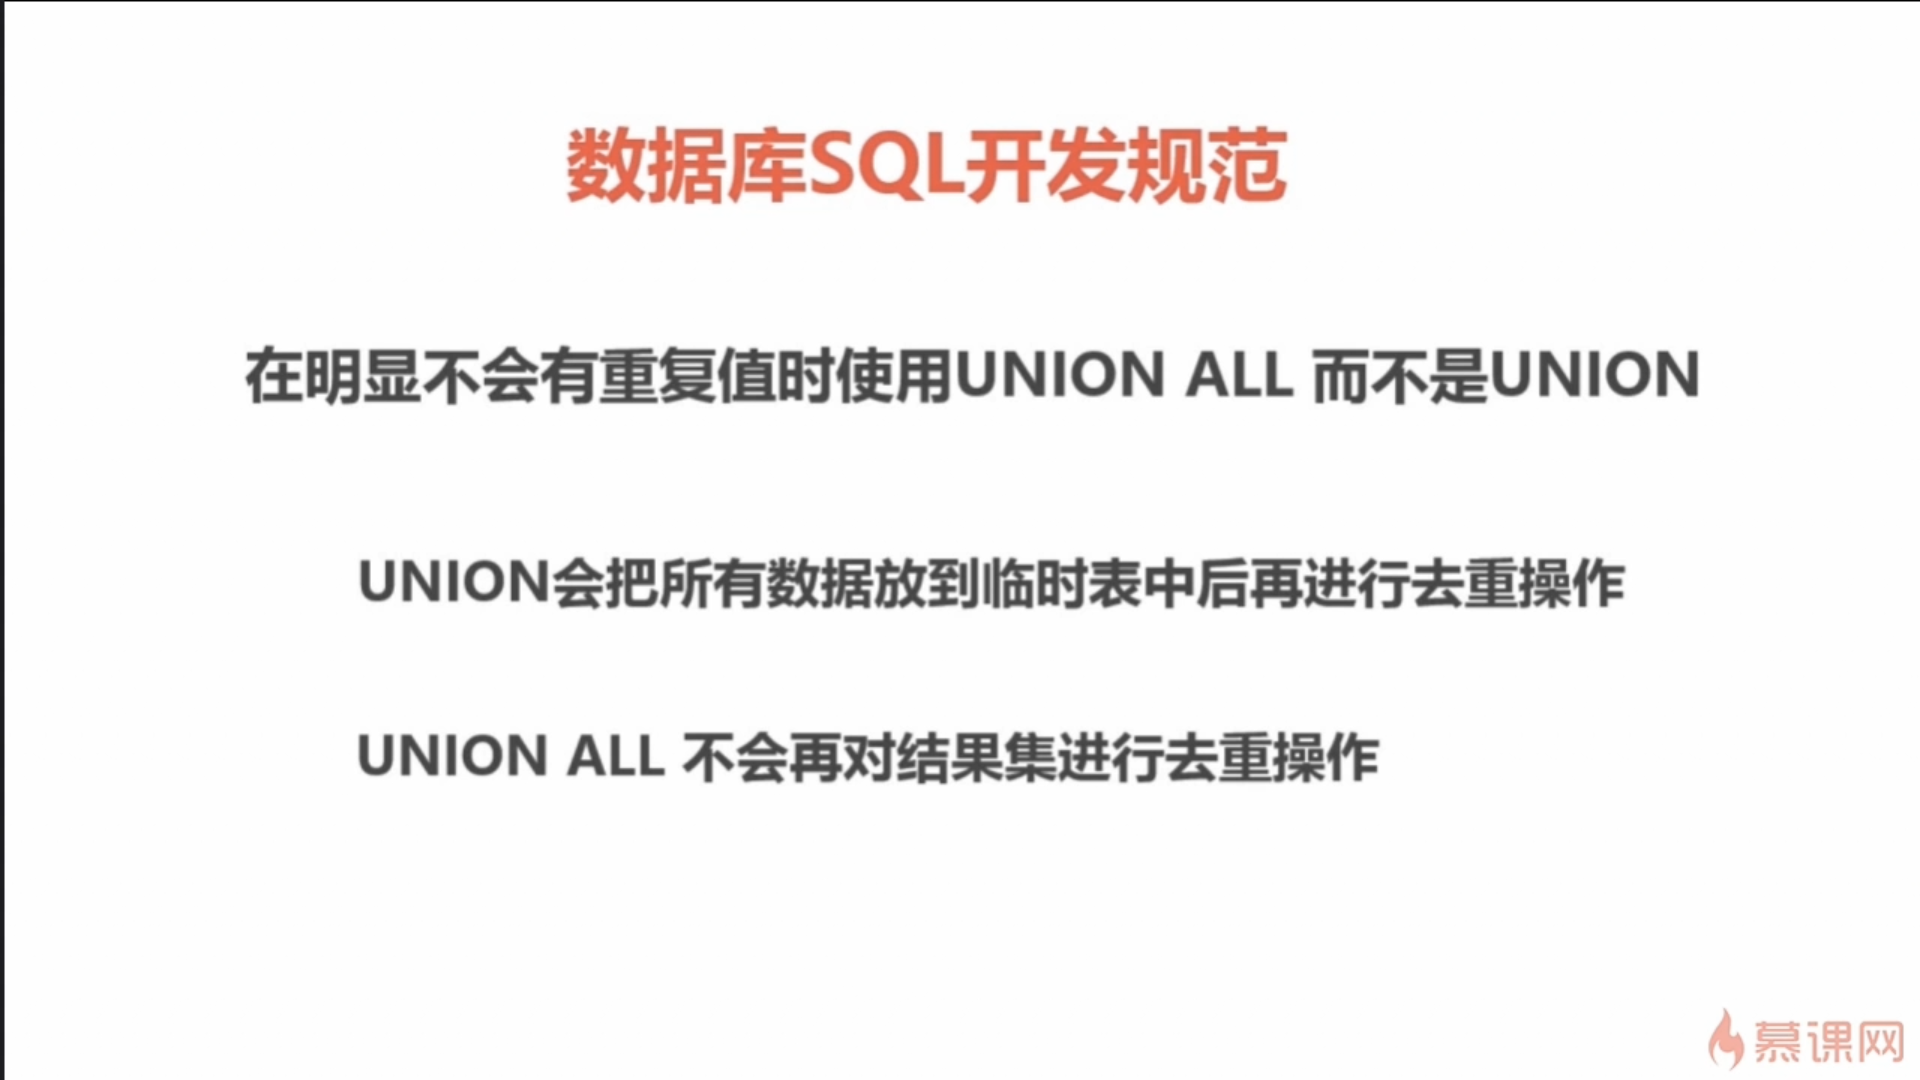 数据库SQL开发规范
在明显不会有重复值时使用UNION ALL 而不是UNION
UNION会把所有数据放到临时表中后再进行去重操作
UNION ALL 不会再对结果集进行去重操作
慕课网